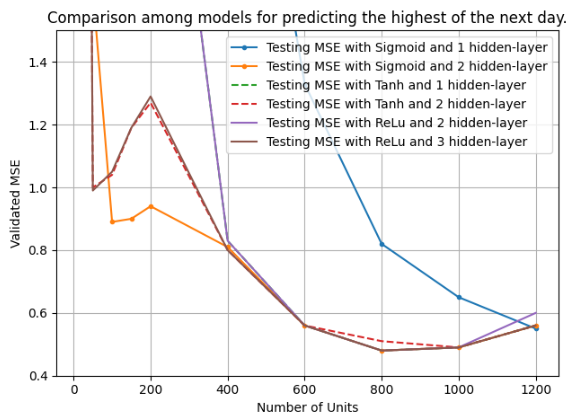 Comparison among models for predicting the highest of the next day.
Testing MSE with Sigmoid and 1 hidden-layer
Testing MSE with Sigmoid and 2 hidden-layer
Testing MSE with Tanh and 1 hidden-layer
Testing MSE with Tanh and 2 hidden-layer
Testing MSE with ReLu and 2 hidden-layer
Testing MSE with ReLu and 3 hidden-layer
Validated MSE
1.4
1.2
1.0
0.8
0.6
0.4
0 200 400 600 800 1000 1200
Number of Units